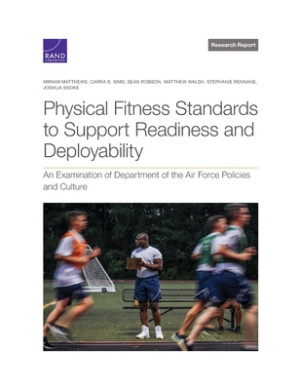 RAND
CORPORATION
Research Report
MIRIAM MATTHEWS, CARRA S. SIMS, SEAN ROBSON, MATTHEW WALSH, STEPHANIE RENNANE,
JOSHUA SNOKE
Physical Fitness Standards
to Support Readiness and
Deployability
An Examination of Department of the Air Force Policies
and Culture